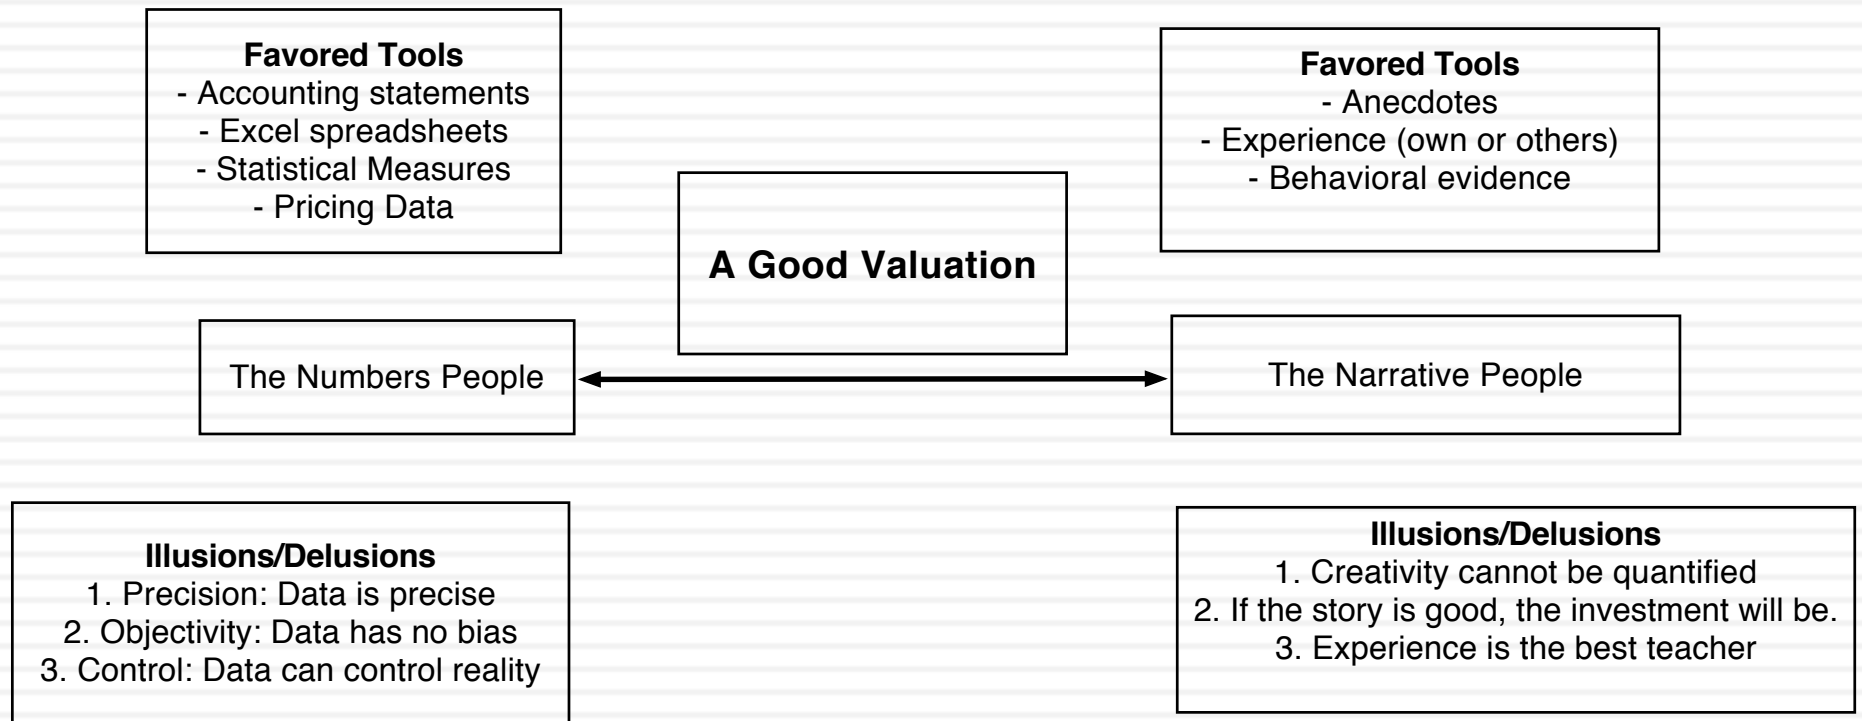 Favored Tools
- Accounting statements
- Excel spreadsheets
- Statistical Measures
- Pricing Data
Favored Tools
- Anecdotes
- Experience (own or others)
- Behavioral evidence
A Good Valuation
The Numbers People
The Narrative People
Illusions/Delusions
1. Precision: Data is precise
2. Objectivity: Data has no bias
3. Control: Data can control reality
Illusions/Delusions
1. Creativity cannot be quantified
2. If the story is good, the investment will be.
3. Experience is the best teacher